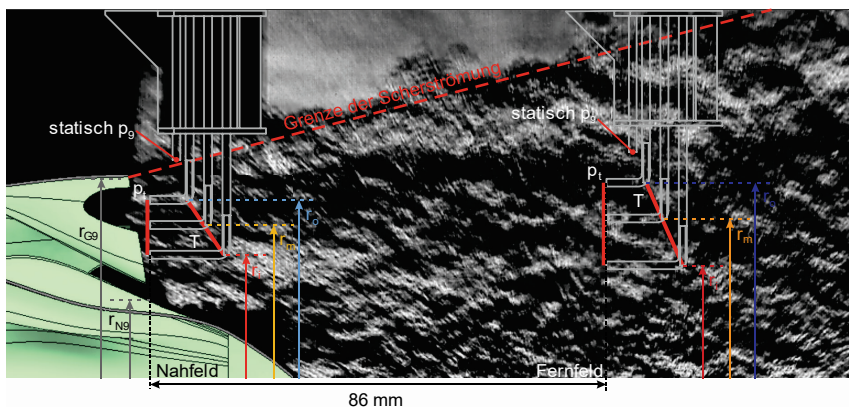 Grenze der Scherströmung
statisch p9
statisch p9
pt
pt
T
T
rG9
ro
rm
ri
ro
rm
ri
rN9
Nahfeld
Fernfeld
86 mm